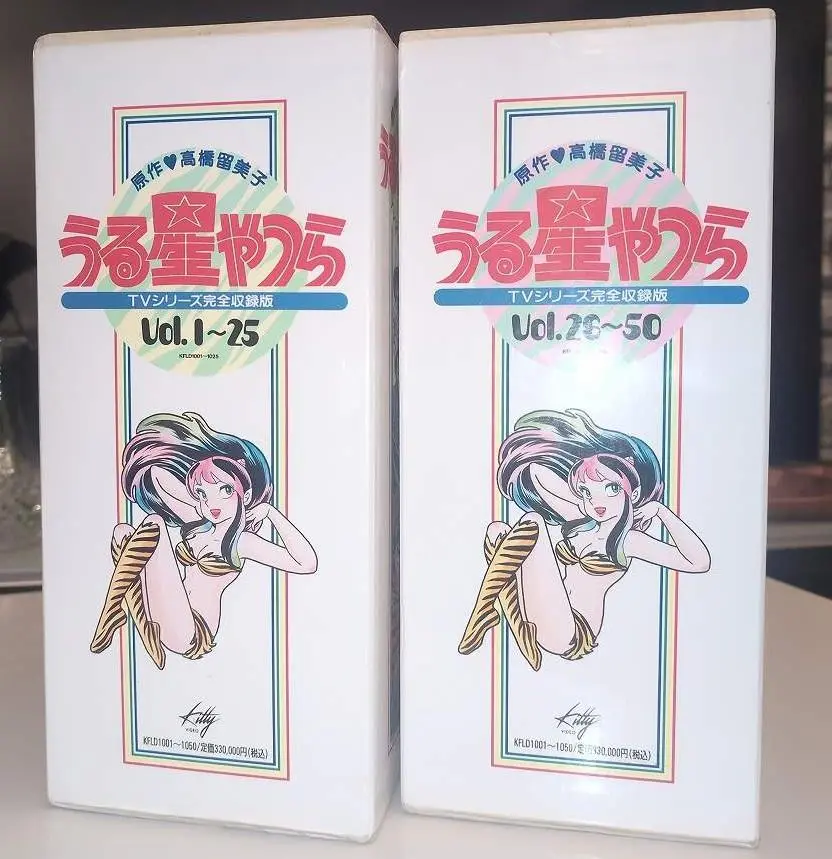 原作♥高橋留美子
うる星やつら
TVシリーズ完全収録版
Vol.1〜25
KFLD1001〜1025
Kitty
VIDEO
KFLD1001〜1050/定価330,000円(税込)
原作♥高橋留美子
うる星やつら
TVシリーズ完全収録版
Vol.26〜50
Kitty
VIDEO
KFLD1001〜1050/定価330,000円(税込)